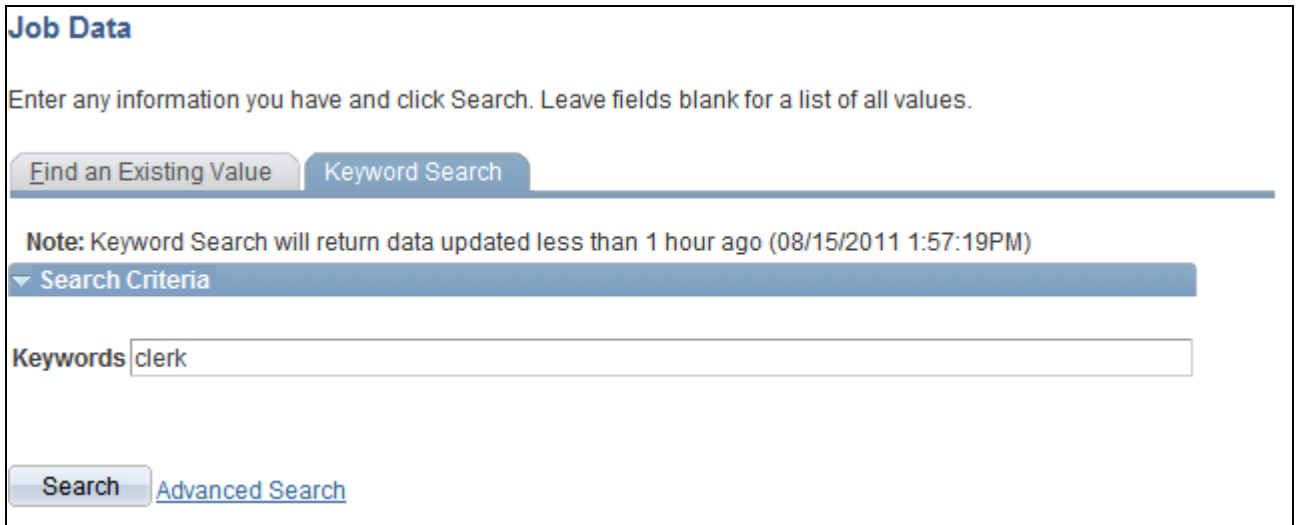 Job Data
Enter any information you have and click Search. Leave fields blank for a list of all values.
Find an Existing Value Keyword Search
Note: Keyword Search will return data updated less than 1 hour ago (08/15/2011 1:57:19PM)
Search Criteria
Keywords clerk
Search Advanced Search